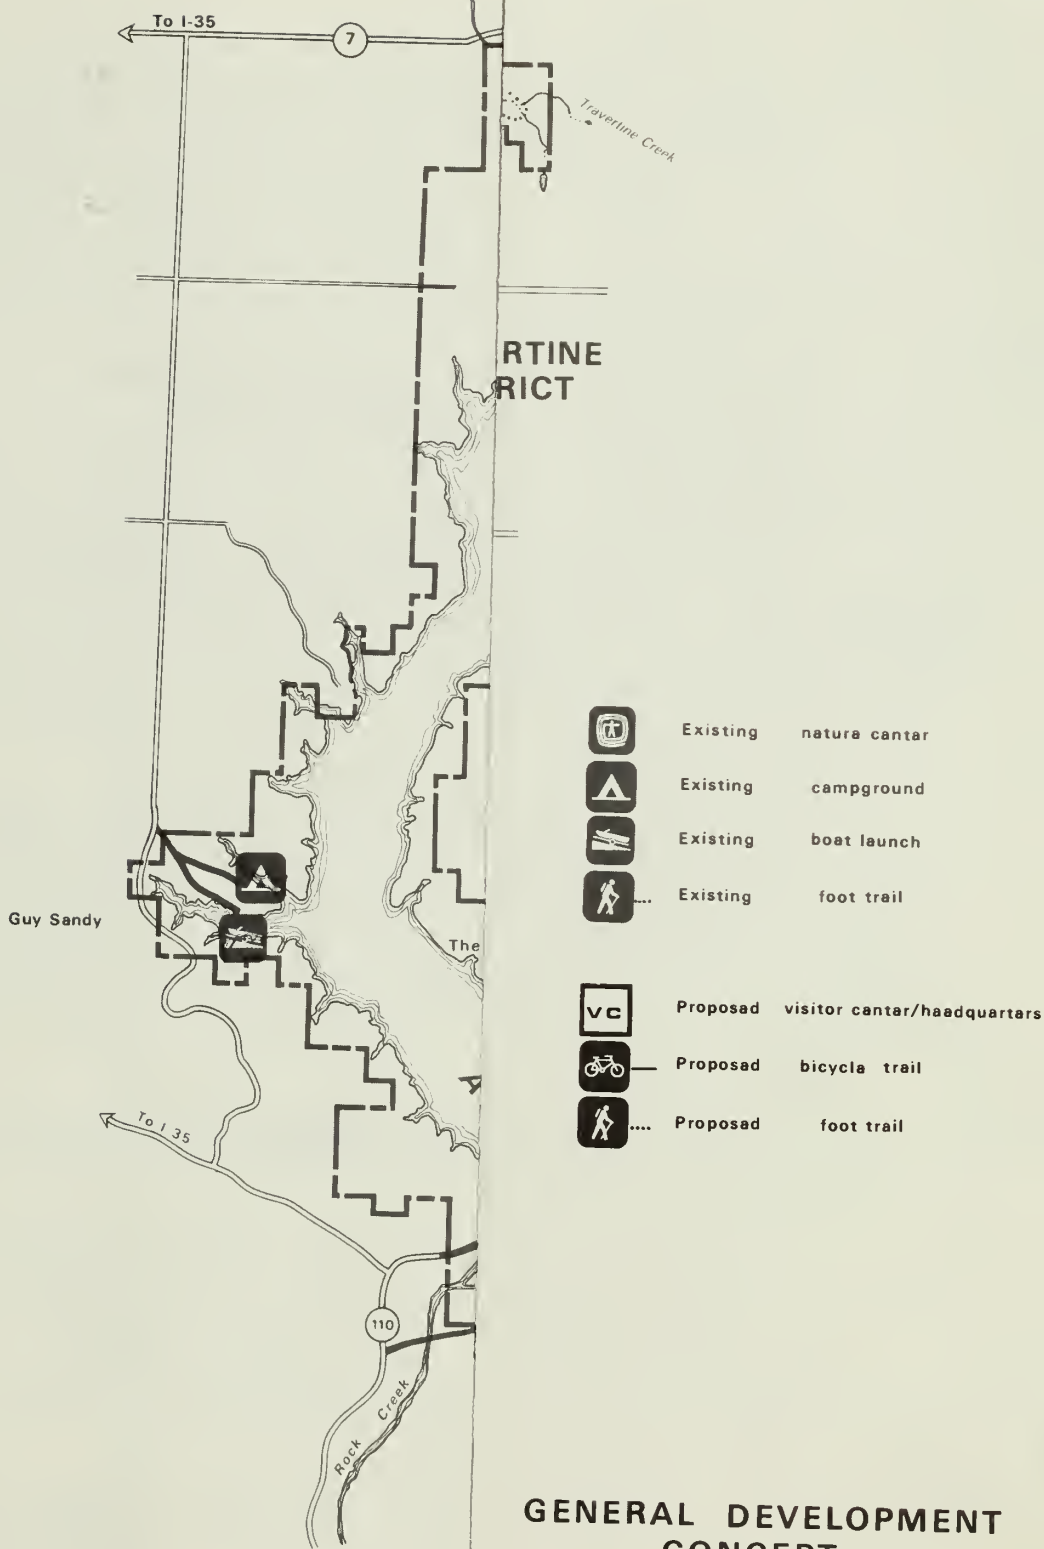 To I-35
7
Travertine Creek
RTINE
RICT
Existing natura cantar
Existing campground
Existing boat launch
Existing foot trail
Guy Sandy
The
VC Proposad visitor cantar/haadquartars
Proposad bicycla trail
Proposad foot trail
To I 35
110
Rock Creek
GENERAL DEVELOPMENT
CONCEPT